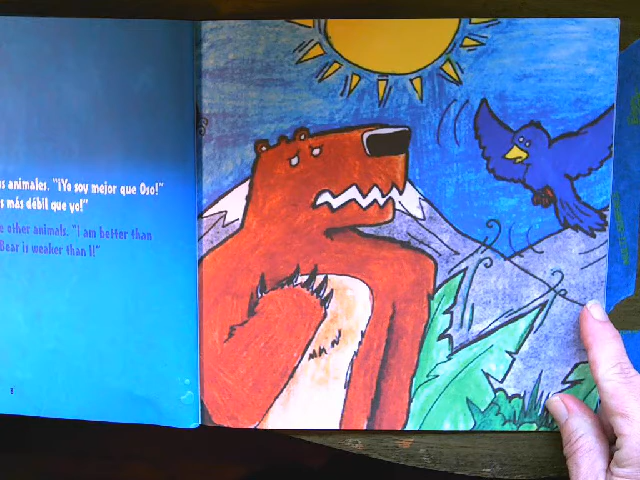 s animales. "¡Yo soy mejor que Oso!"
s más débil que yo!"
e other animals. "I am better than
Bear is weaker than I!"